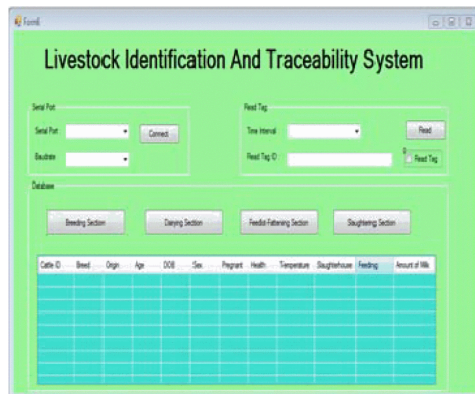 Form6
Livestock Identification And Traceability System
Serial Port
Serial Port
Connect
Baudrate
Read Tag
Time Interval
Read
Read Tag ID
Read Tag
Database
Breeding Section
Dairying Section
Feedlot-Fattening Section
Slaughtering Section
Cattle ID Breed Origin Age DOB Sex Pregnant Health Temperature Slaughterhouse Feeding Amount of Milk